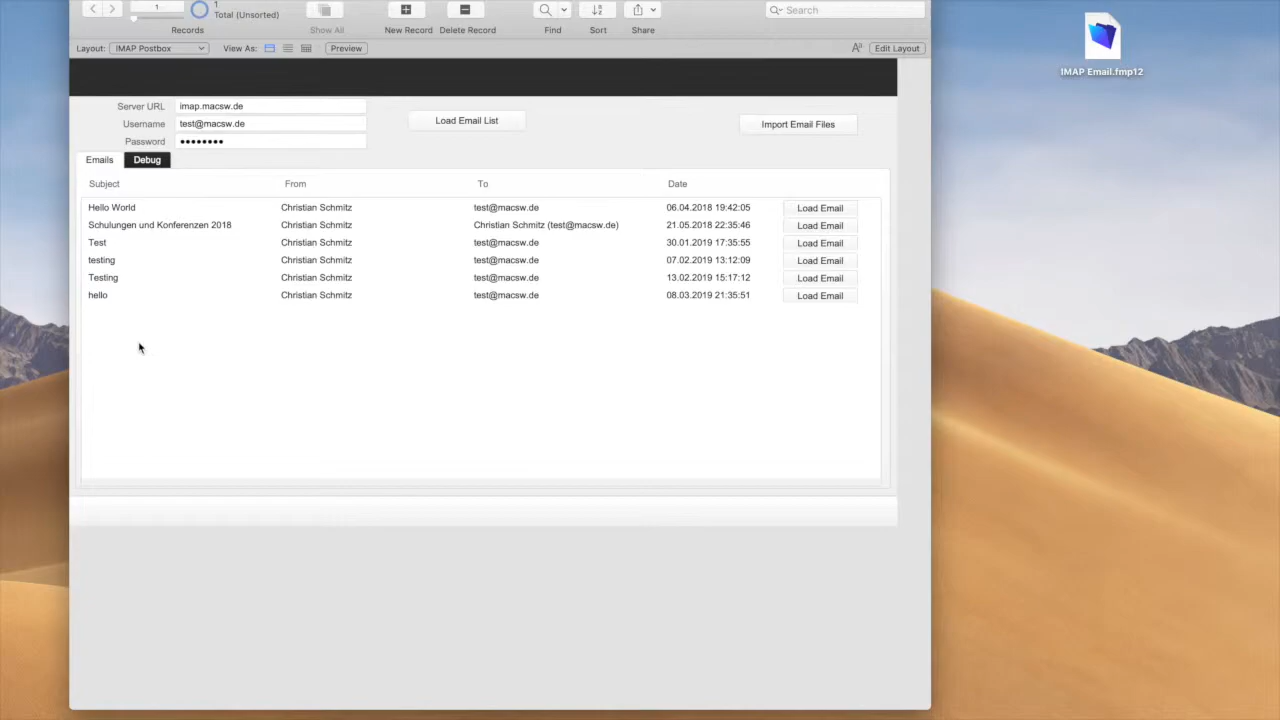 1
1
Total (Unsorted)
Search
Records
Show All
New Record
Delete Record
Find
Sort
Share
Layout: IMAP Postbox
View As:
Preview
Aa
Edit Layout
IMAP Email.fmp12
Server URL imap.macsw.de
Username test@macsw.de
Password ••••••••
Load Email List
Import Email Files
Emails Debug
Subject From To Date
Hello World Christian Schmitz test@macsw.de 06.04.2018 19:42:05 Load Email
Schulungen und Konferenzen 2018 Christian Schmitz Christian Schmitz (test@macsw.de) 21.05.2018 22:35:46 Load Email
Test Christian Schmitz test@macsw.de 30.01.2019 17:35:55 Load Email
testing Christian Schmitz test@macsw.de 07.02.2019 13:12:09 Load Email
Testing Christian Schmitz test@macsw.de 13.02.2019 15:17:12 Load Email
hello Christian Schmitz test@macsw.de 08.03.2019 21:35:51 Load Email